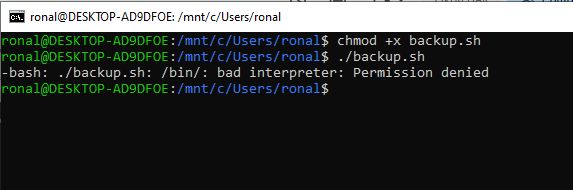 ronal@DESKTOP-AD9DFOE: /mnt/c/Users/ronal
ronal@DESKTOP-AD9DFOE:/mnt/c/Users/ronal$ chmod +x backup.sh
ronal@DESKTOP-AD9DFOE:/mnt/c/Users/ronal$ ./backup.sh
-bash: ./backup.sh: /bin/: bad interpreter: Permission denied
ronal@DESKTOP-AD9DFOE:/mnt/c/Users/ronal$